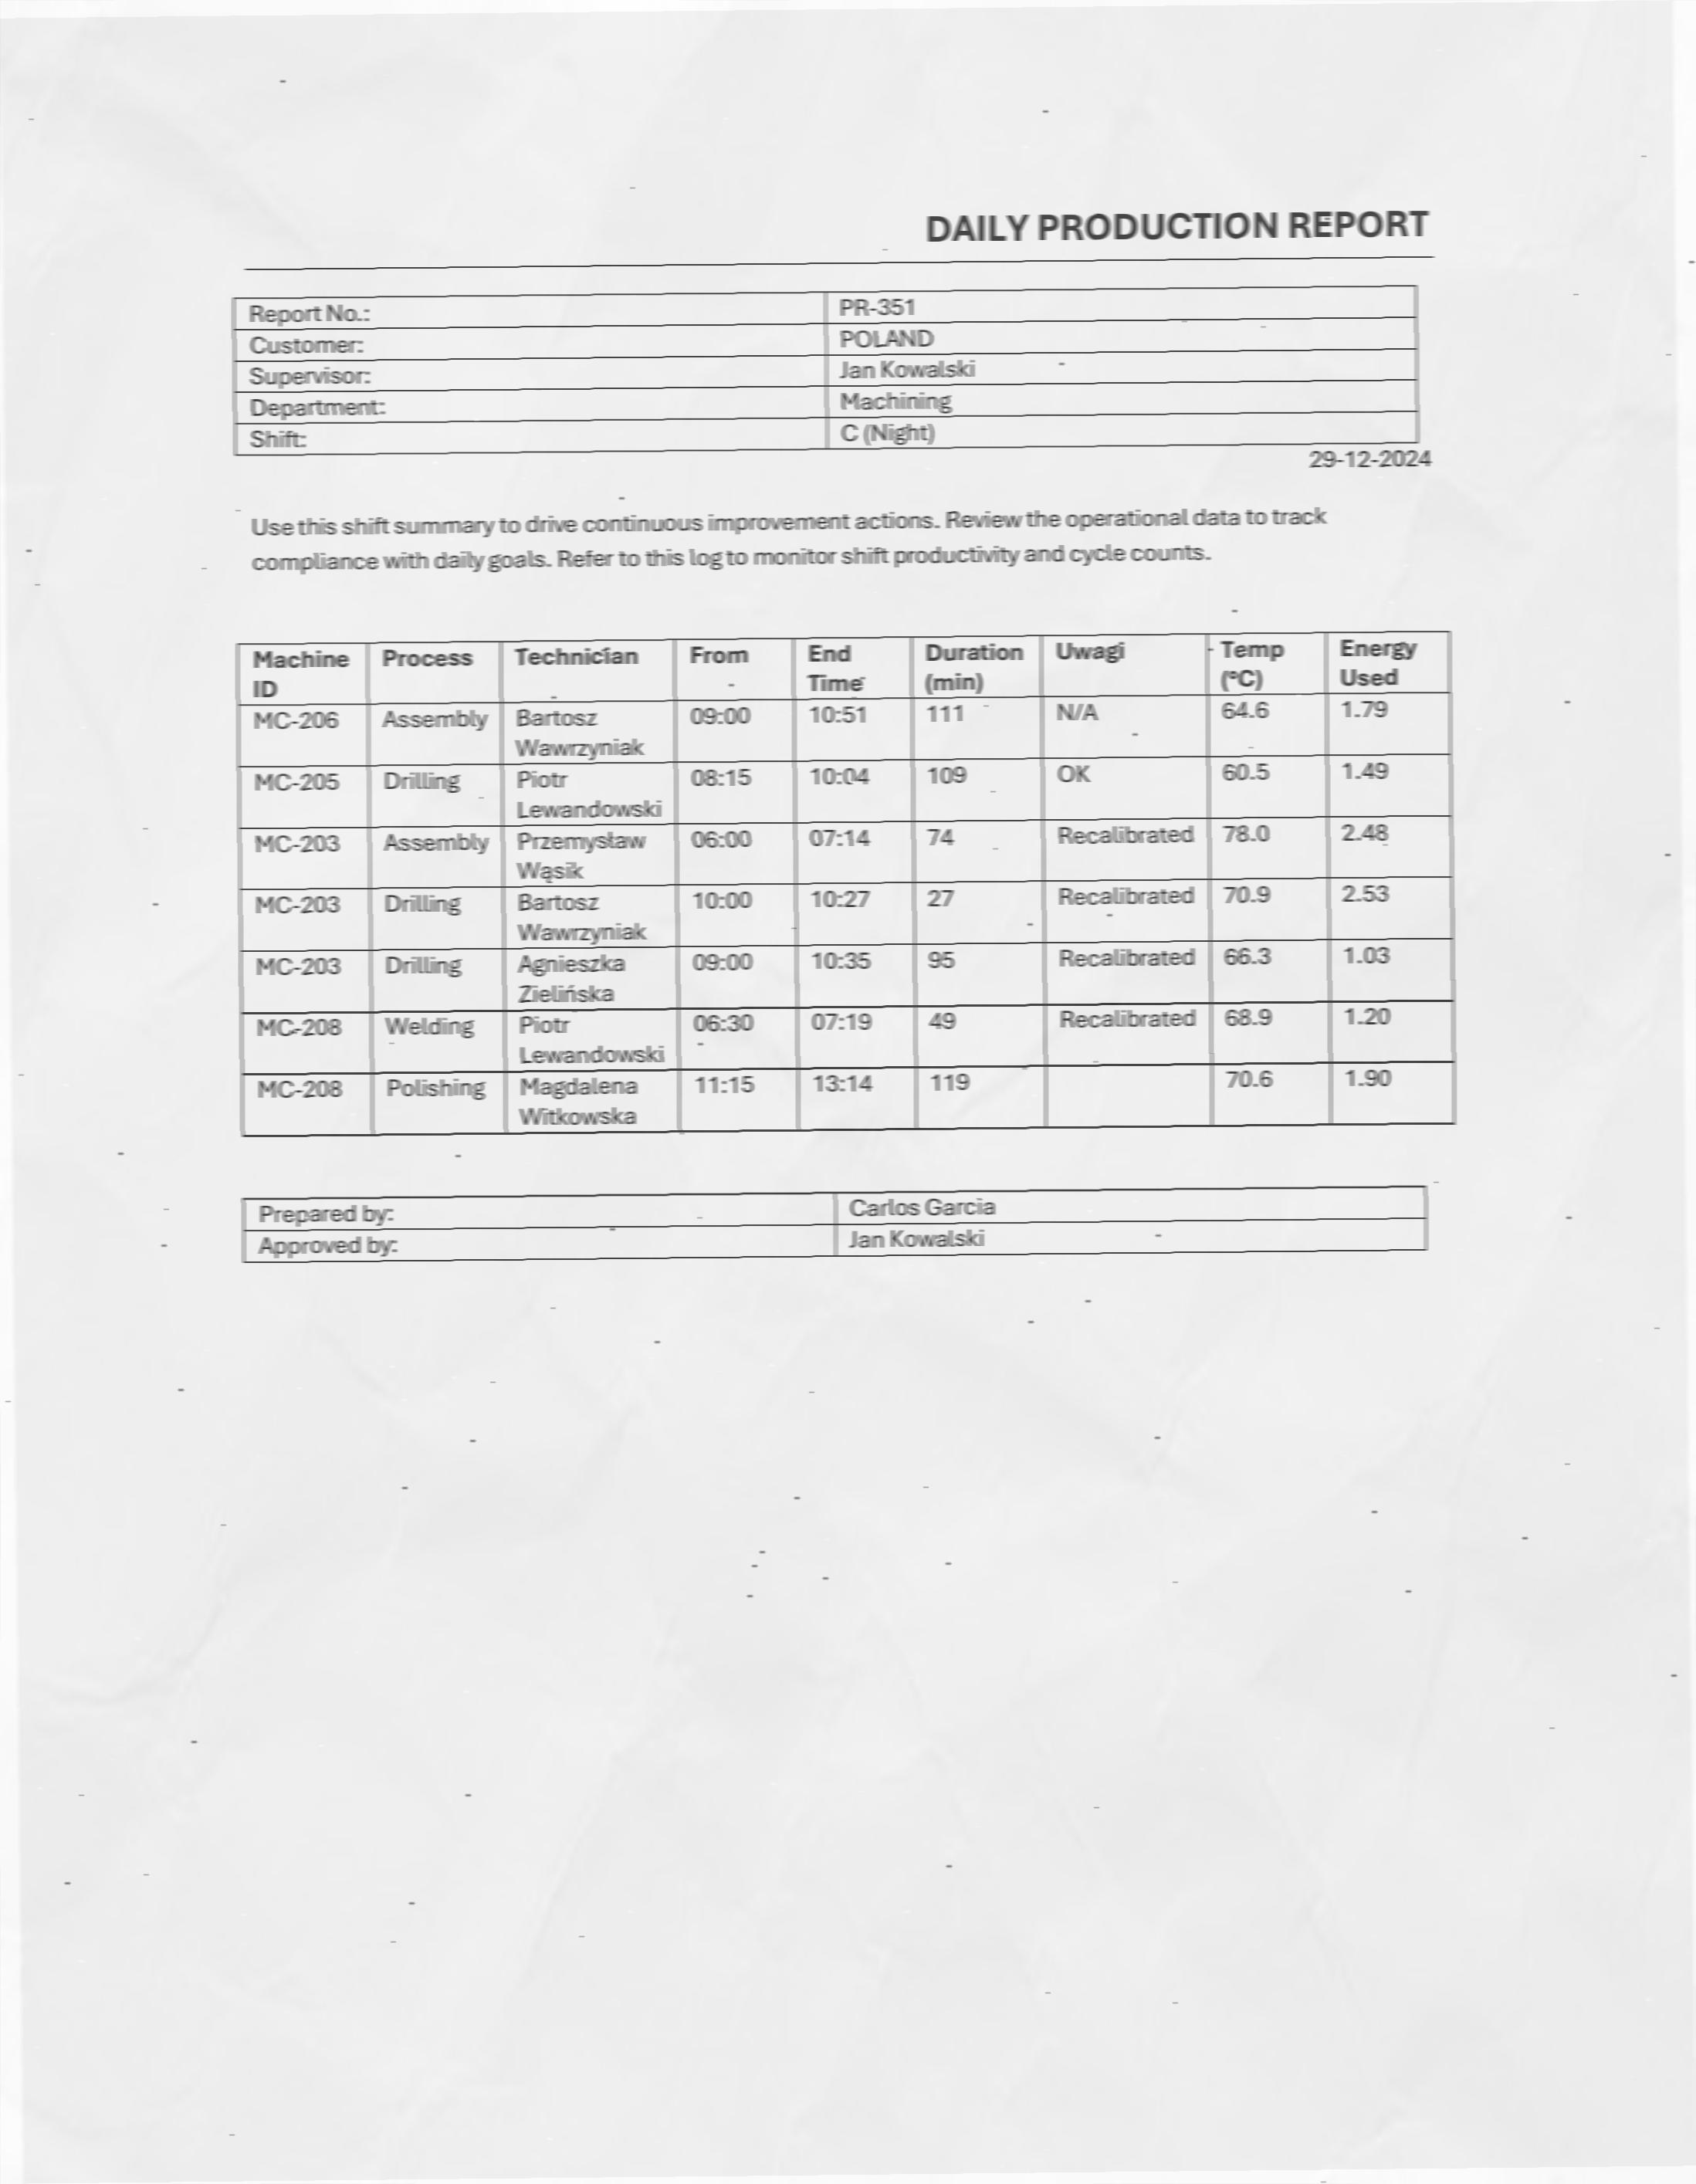 DAILY PRODUCTION REPORT
Report No.: PR-351
Customer: POLAND
Supervisor: Jan Kowalski
Department: Machining
Shift: C (Night)
29-12-2024
Use this shift summary to drive continuous improvement actions. Review the operational data to track
compliance with daily goals. Refer to this log to monitor shift productivity and cycle counts.
Machine ID Process Technician From End Time Duration (min) Uwagi Temp (°C) Energy Used
MC-206 Assembly Bartosz Wawrzyniak 09:00 10:51 111 N/A 64.6 1.79
MC-205 Drilling Piotr Lewandowski 08:15 10:04 109 OK 60.5 1.49
MC-203 Assembly Przemysław Wąsik 06:00 07:14 74 Recalibrated 78.0 2.48
MC-203 Drilling Bartosz Wawrzyniak 10:00 10:27 27 Recalibrated 70.9 2.53
MC-203 Drilling Agnieszka Zielińska 09:00 10:35 95 Recalibrated 66.3 1.03
MC-208 Welding Piotr Lewandowski 06:30 07:19 49 Recalibrated 68.9 1.20
MC-208 Polishing Magdalena Witkowska 11:15 13:14 119 70.6 1.90
Prepared by: Carlos Garcia
Approved by: Jan Kowalski